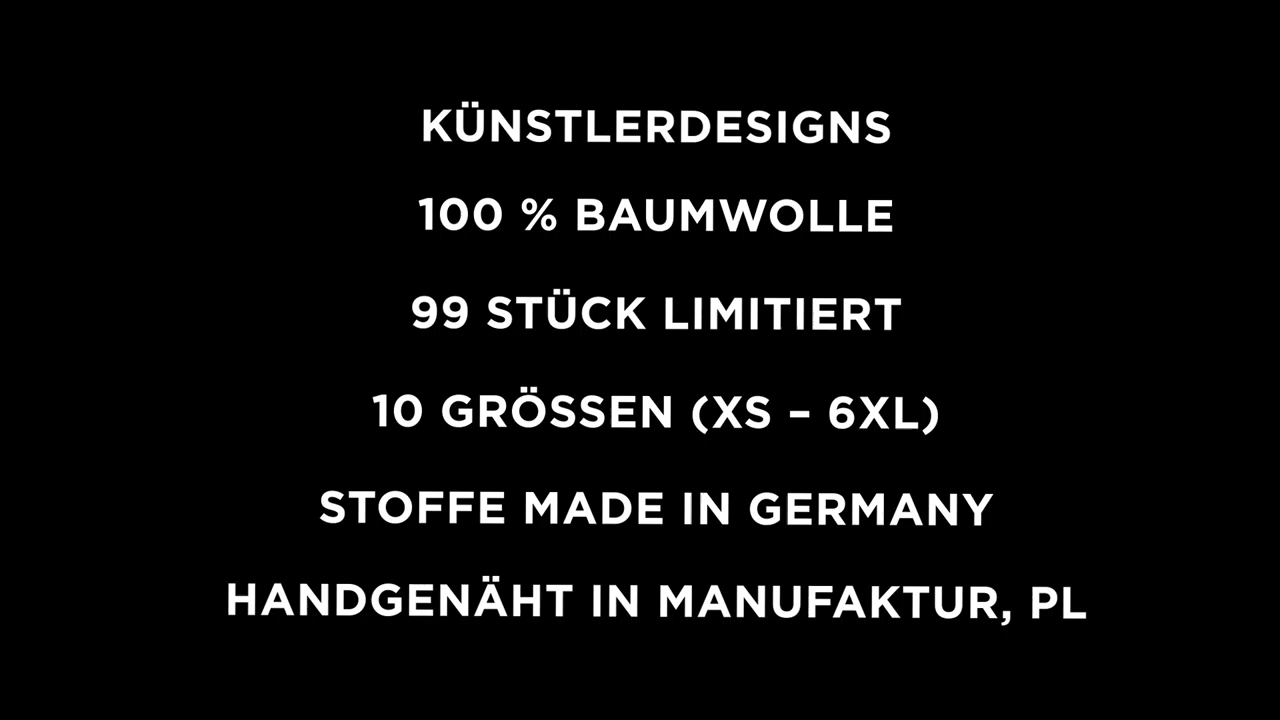 KÜNSTLERDESIGNS
100 % BAUMWOLLE
99 STÜCK LIMITIERT
10 GRÖSSEN (XS – 6XL)
STOFFE MADE IN GERMANY
HANDGENÄHT IN MANUFAKTUR, PL